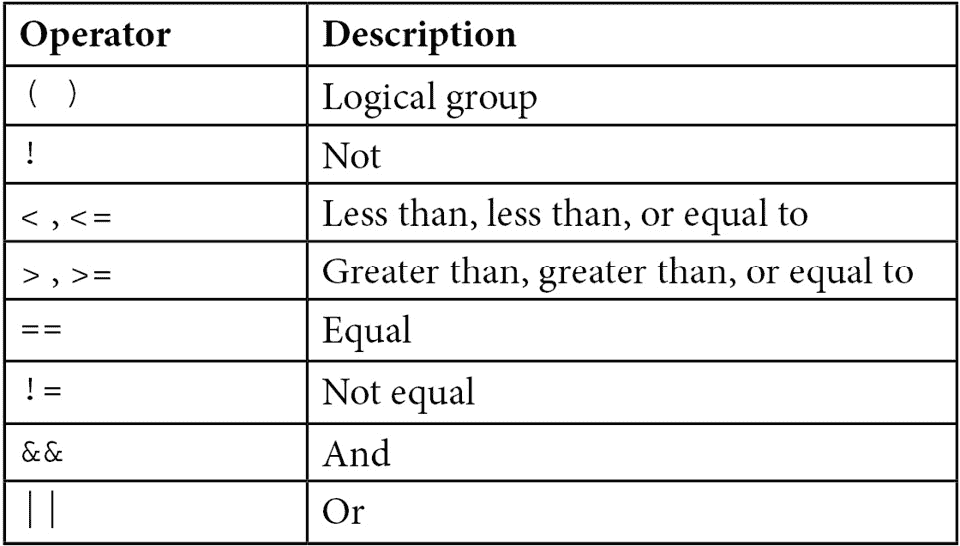 Operator Description
( ) Logical group
! Not
< , <= Less than, less than, or equal to
> , >= Greater than, greater than, or equal to
== Equal
!= Not equal
&& And
|| Or